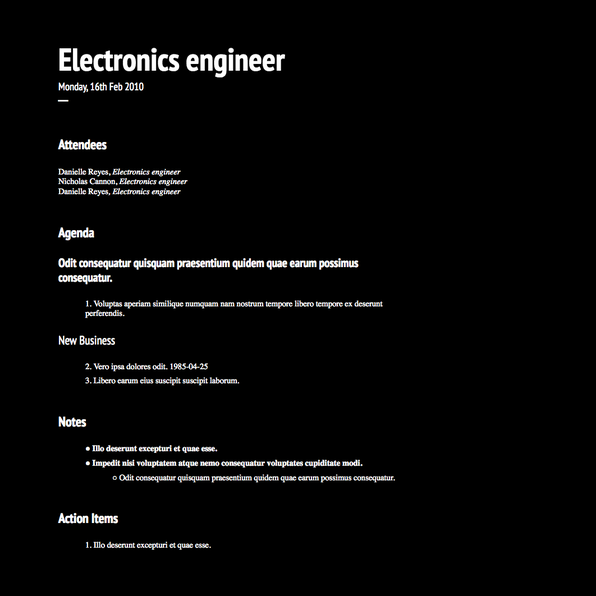 Electronics engineer
Monday, 16th Feb 2010
Attendees
Danielle Reyes, Electronics engineer
Nicholas Cannon, Electronics engineer
Danielle Reyes, Electronics engineer
Agenda
Odit consequatur quisquam praesentium quidem quae earum possimus
consequatur.
1. Voluptas aperiam similique numquam nam nostrum tempore libero tempore ex deserunt
perferendis.
New Business
2. Vero ipsa dolores odit. 1985-04-25
3. Libero earum eius suscipit suscipit laborum.
Notes
● Illo deserunt excepturi et quae esse.
● Impedit nisi voluptatem atque nemo consequatur voluptates cupiditate modi.
○ Odit consequatur quisquam praesentium quidem quae earum possimus consequatur.
Action Items
1. Illo deserunt excepturi et quae esse.